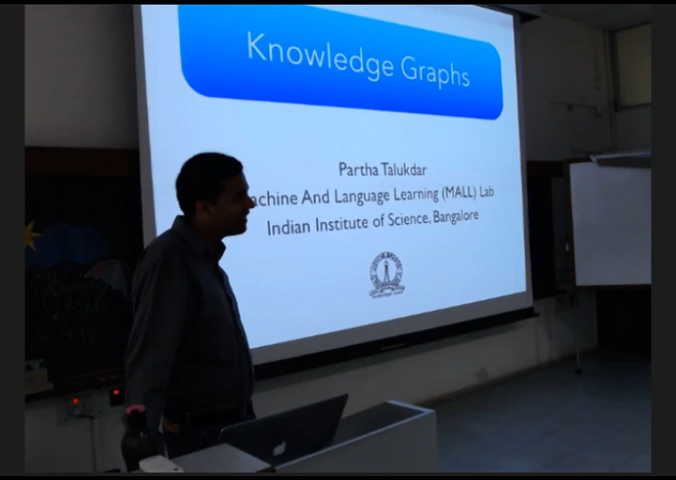 Knowledge Graphs
Partha Talukdar
achine And Language Learning (MALL) Lab
Indian Institute of Science, Bangalore